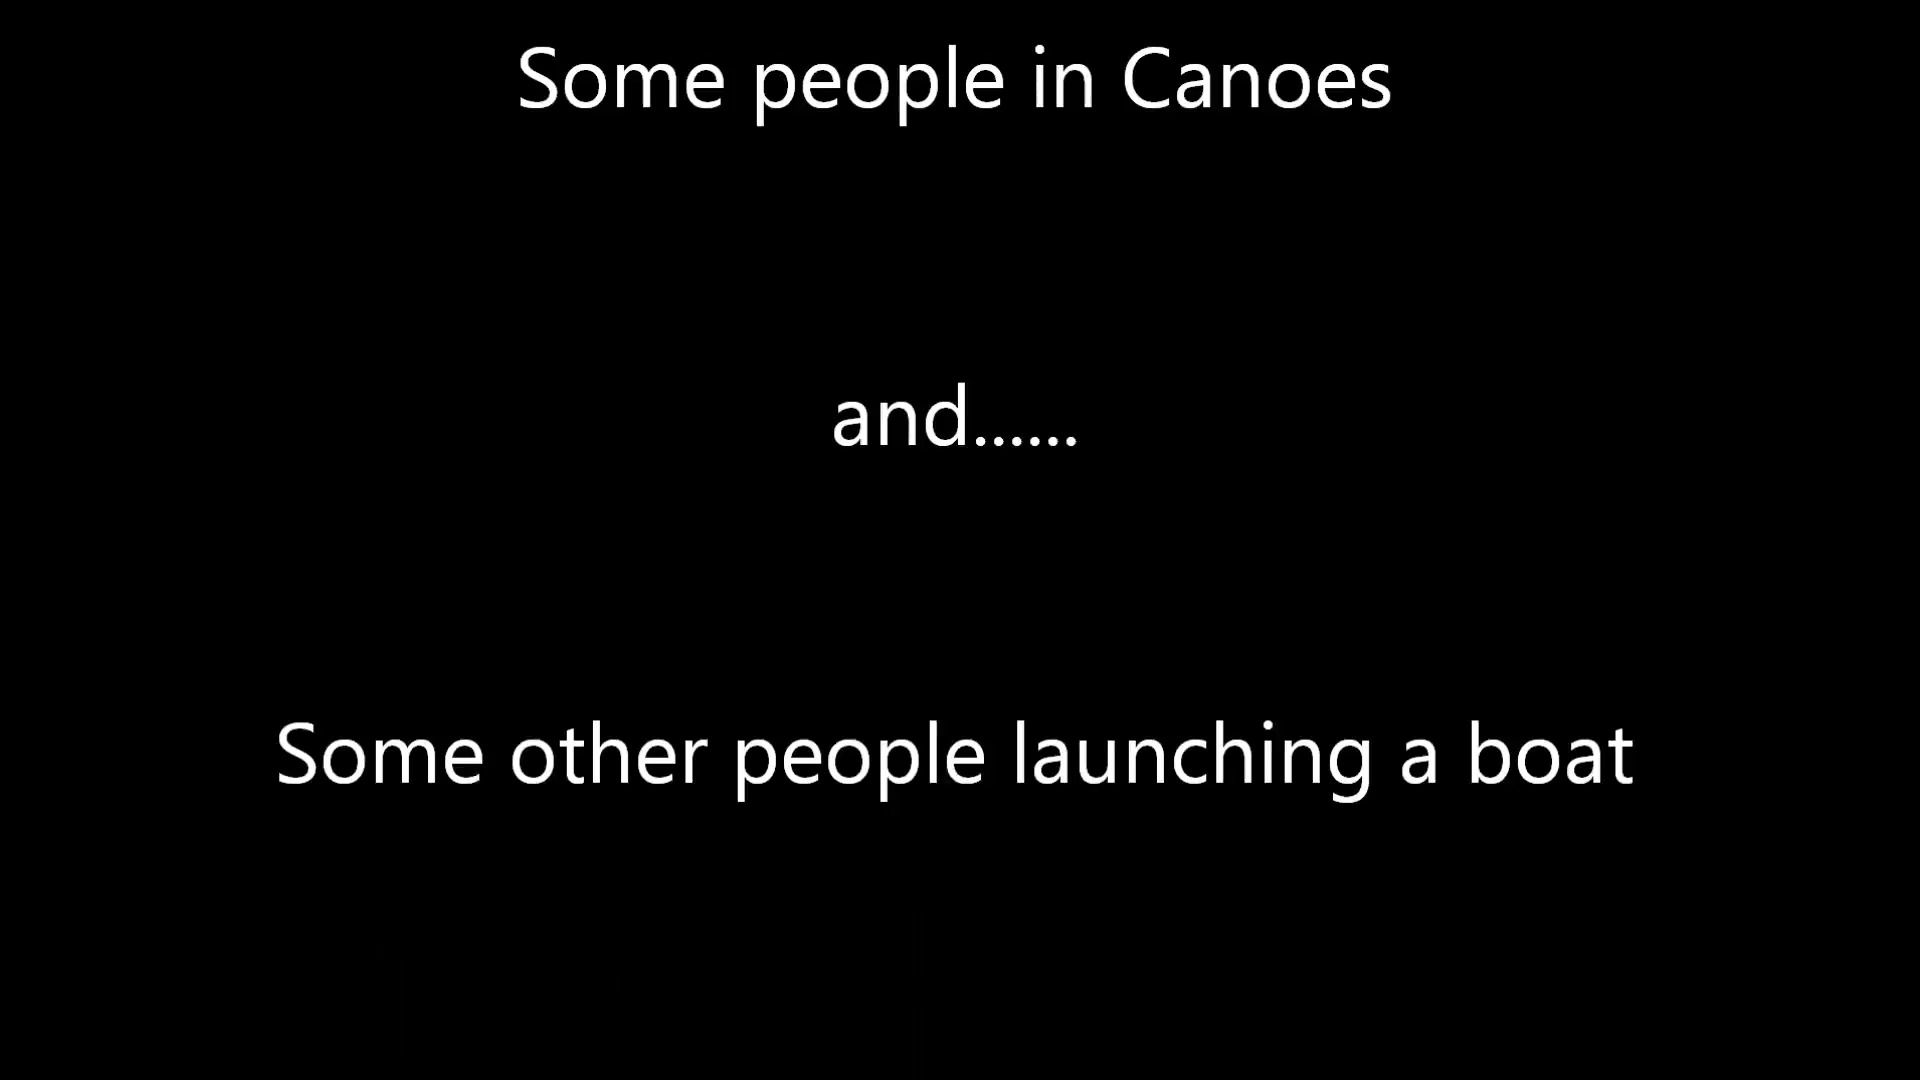 Some people in Canoes
and......
Some other people launching a boat